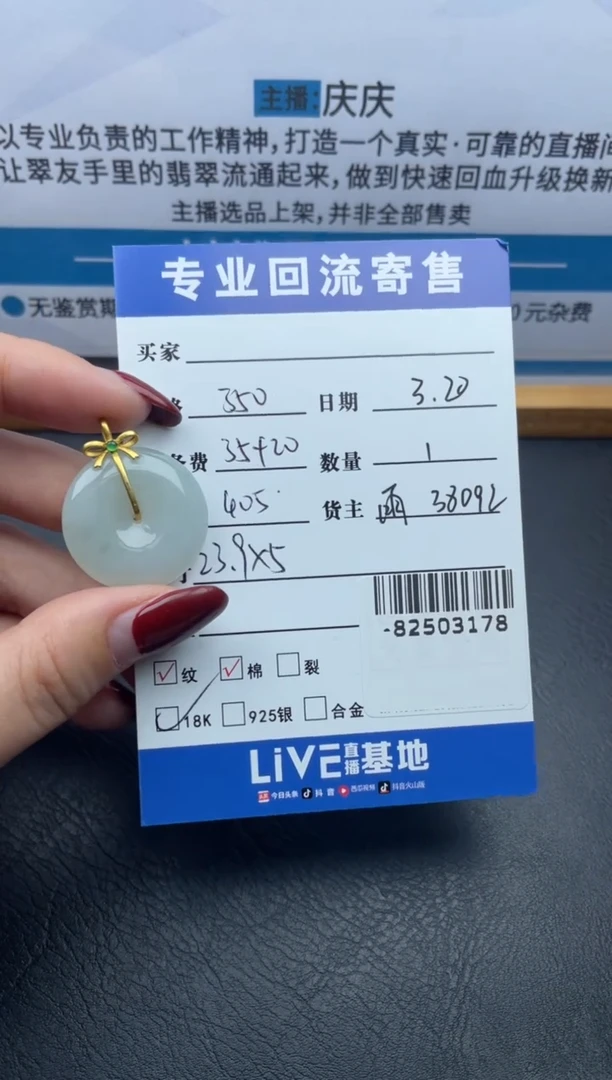 主播:庆庆
以专业负责的工作精神,打造一个真实·可靠的直播间
让翠友手里的翡翠流通起来,做到快速回血升级换新
主播选品上架,并非全部售卖
无鉴赏期
0元杂费
专业回流寄售
买家
350 日期 3.20
务费 35+20 数量 1
405 货主 雨 38092
23.9×5
-82503178
纹 棉 裂
18K 925银 合金
LiVE直播基地
今日头条 抖音 西瓜视频 抖音火山版